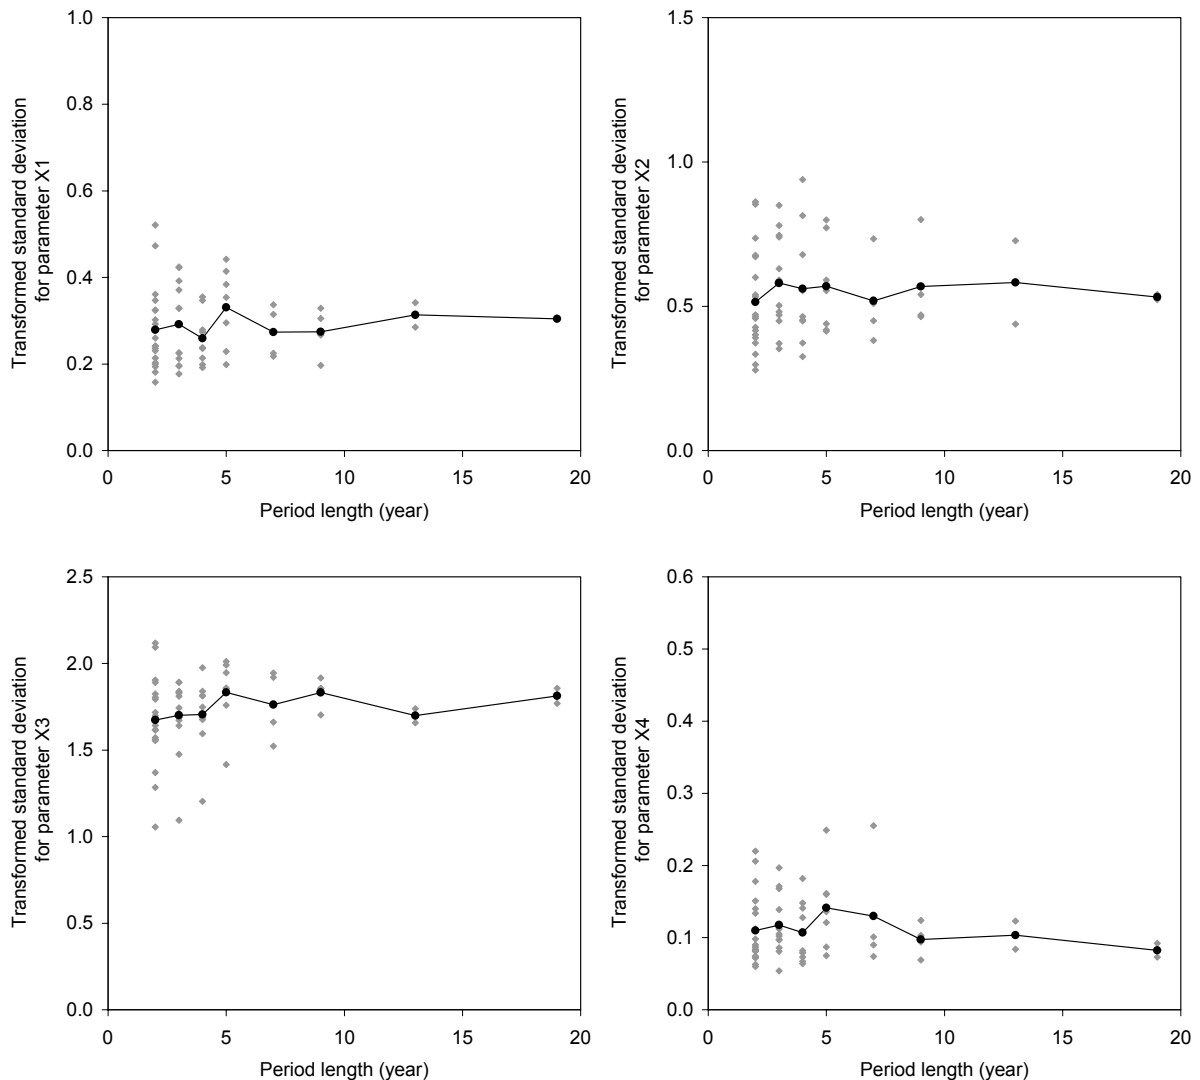 Transformed standard deviation
for parameter X1
1.0
0.8
0.6
0.4
0.2
0.0
0 5 10 15 20
Period length (year)
Transformed standard deviation
for parameter X2
1.5
1.0
0.5
0.0
0 5 10 15 20
Period length (year)
Transformed standard deviation
for parameter X3
2.5
2.0
1.5
1.0
0.5
0.0
0 5 10 15 20
Period length (year)
Transformed standard deviation
for parameter X4
0.6
0.5
0.4
0.3
0.2
0.1
0.0
0 5 10 15 20
Period length (year)